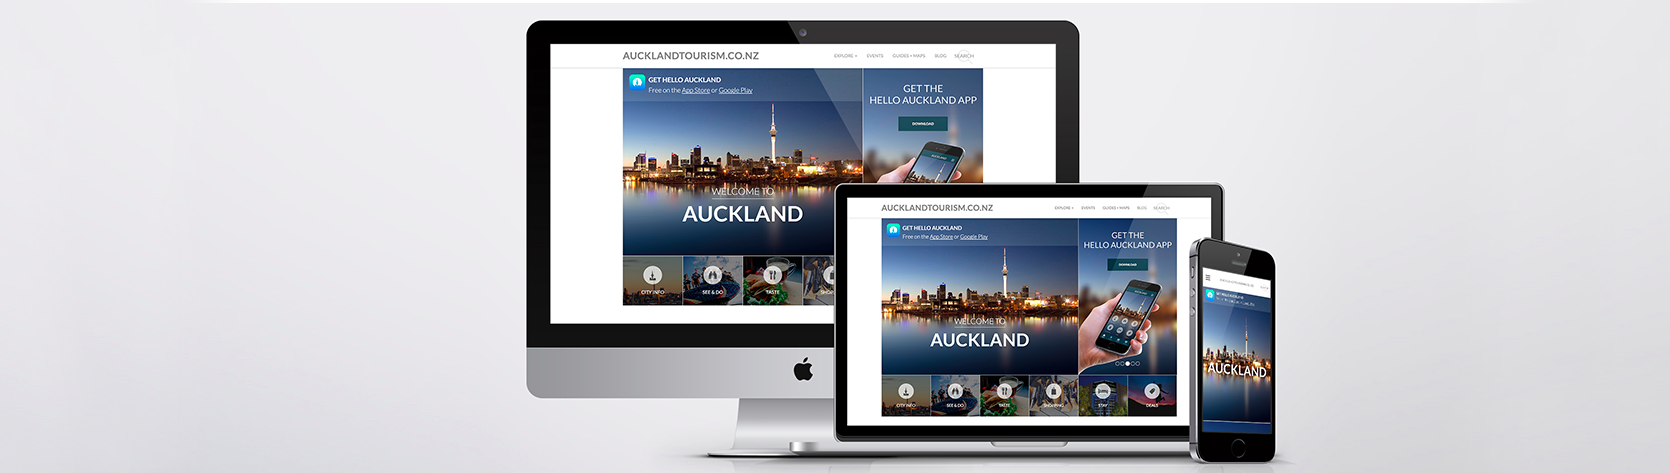 AUCKLANDTOURISM.CO.NZ
EXPLORE + EVENTS GUIDES + MAPS BLOG SEARCH
GET HELLO AUCKLAND
Free on the App Store or Google Play
GET THE
HELLO AUCKLAND APP
DOWNLOAD
WELCOME TO
AUCKLAND
CITY INFO SEE & DO TASTE
AUCKLANDTOURISM.CO.NZ
EXPLORE + EVENTS GUIDES + MAPS BLOG SEARCH
GET HELLO AUCKLAND
Free on the App Store or Google Play
GET THE
HELLO AUCKLAND APP
DOWNLOAD
WELCOME TO
AUCKLAND
CITY INFO SEE & DO TASTE SHOPPING STAY DEALS
GET HELLO AUCKLAND
AUCKLAND